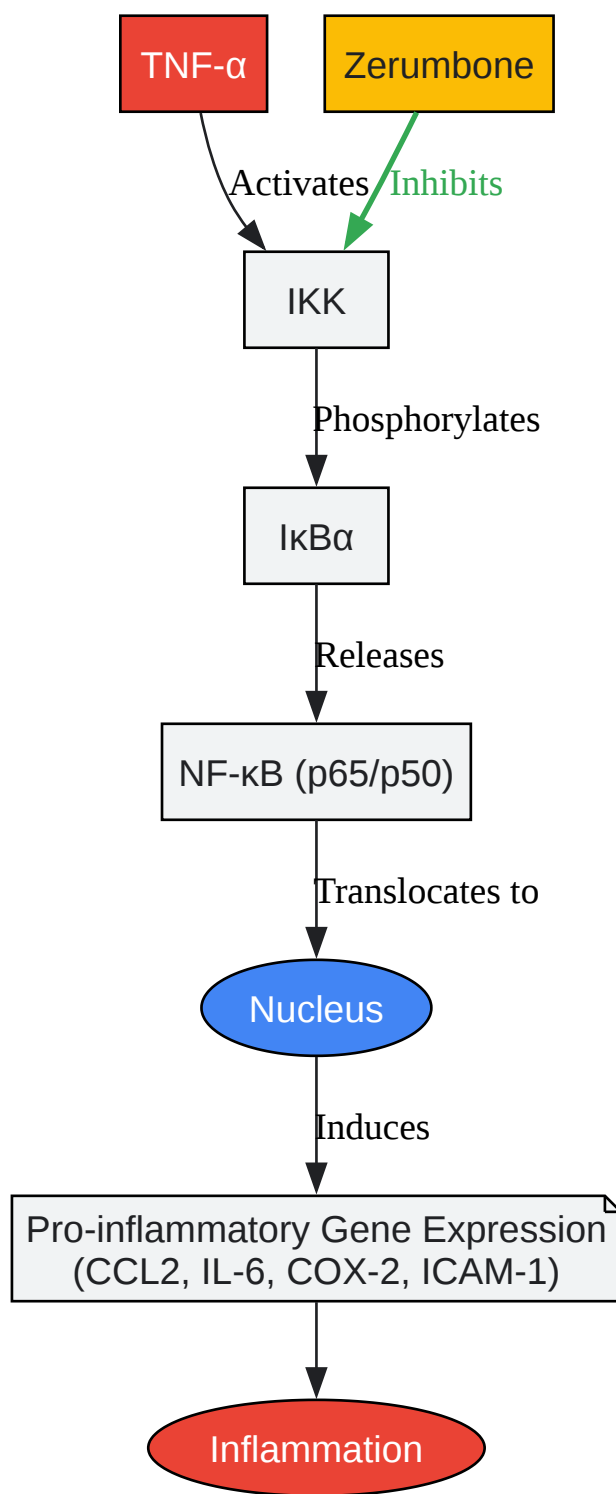 TNF-α
Zerumbone
Activates
Inhibits
IKK
Phosphorylates
IκBα
Releases
NF-κB (p65/p50)
Translocates to
Nucleus
Induces
Pro-inflammatory Gene Expression
(CCL2, IL-6, COX-2, ICAM-1)
Inflammation